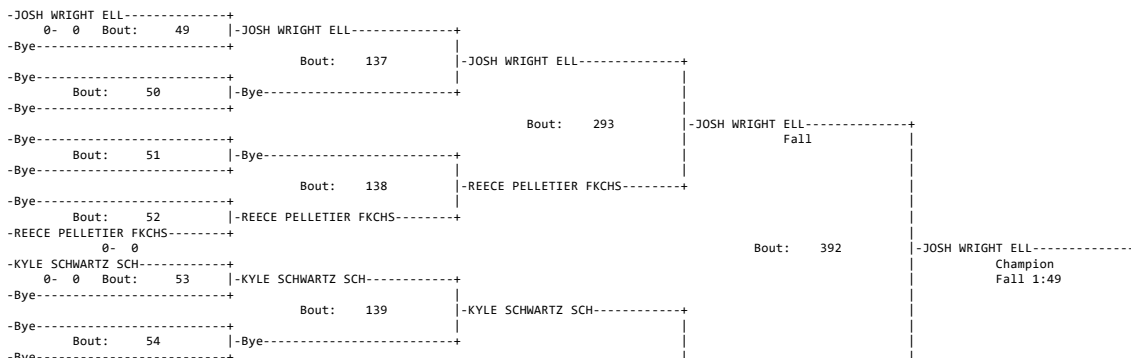 -JOSH WRIGHT ELL--------------+
0- 0 Bout: 49 |-JOSH WRIGHT ELL--------------+
-Bye---------------------------+ |
Bout: 137 |-JOSH WRIGHT ELL--------------+
-Bye---------------------------+ | |
Bout: 50 |-Bye---------------------------+ |
-Bye---------------------------+ |
Bout: 293 |-JOSH WRIGHT ELL--------------+
-Bye---------------------------+ | Fall |
Bout: 51 |-Bye---------------------------+ | |
-Bye---------------------------+ | | |
Bout: 138 |-REECE PELLETIER FKCHS--------+ |
-Bye---------------------------+ | |
Bout: 52 |-REECE PELLETIER FKCHS--------+ |
-REECE PELLETIER FKCHS--------+ |
0- 0 Bout: 392 |-JOSH WRIGHT ELL--------------
-KYLE SCHWARTZ SCH------------+ | Champion
0- 0 Bout: 53 |-KYLE SCHWARTZ SCH------------+ | Fall 1:49
-Bye---------------------------+ | |
Bout: 139 |-KYLE SCHWARTZ SCH------------+ |
-Bye---------------------------+ | | |
Bout: 54 |-Bye---------------------------+ | |
-Bye---------------------------+ | |